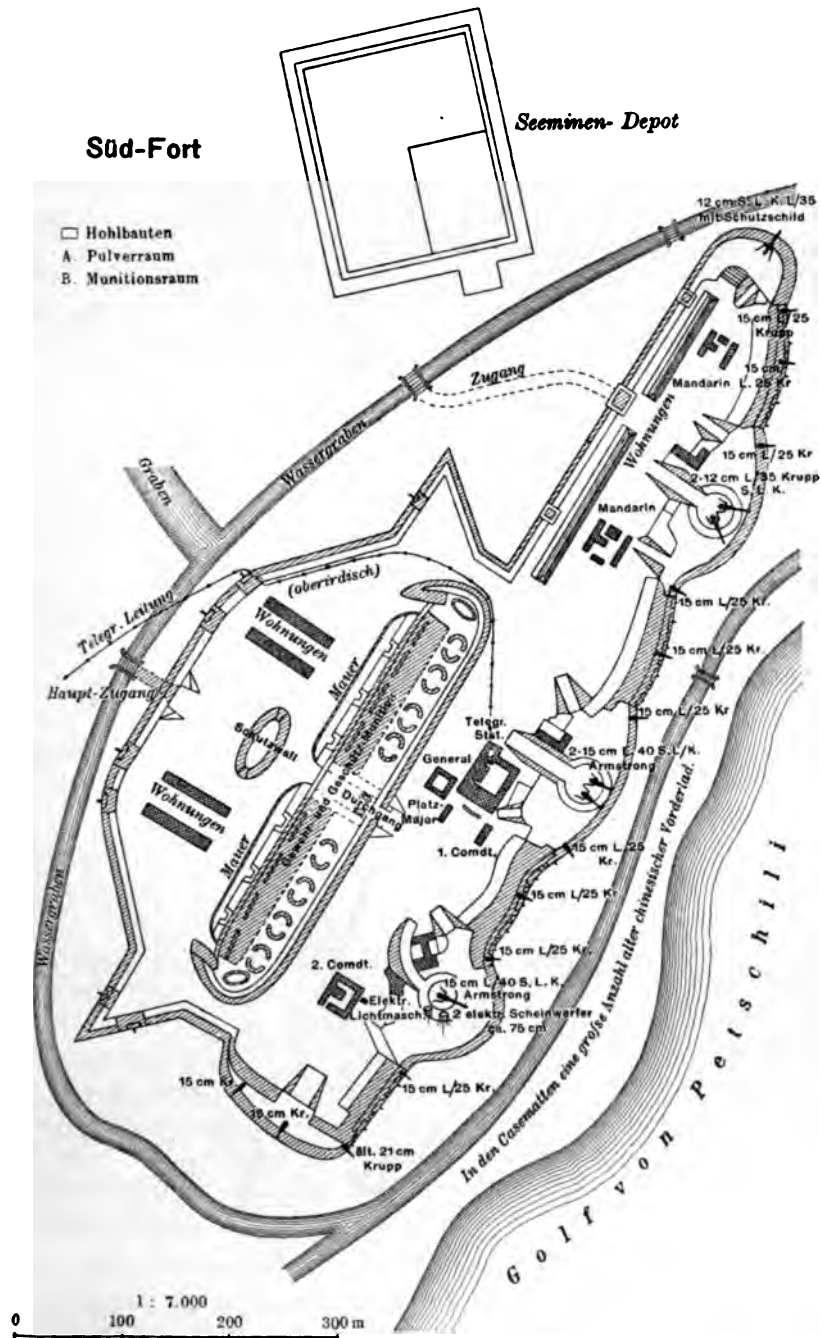 Süd-Fort
Seeminen- Depot
Hohlbauten
A. Pulverraum
B. Munitionsraum
12 cm S. L. K. L/35
mit Schutzschild
15 cm L/25
Krupp
15 cm
Mandarin L. 25 Kr
Zugang
Wohnungen
15 cm L/25 Kr
2-12 cm L/35 Krupp
S. L. K.
Mandarin
Wassergraben
Graben
Telegr. Leitung
(oberirdisch)
15 cm L/25 Kr.
15 cm L/25 Kr.
15 cm L/25 Kr
Wohnungen
Mauer
Haupt-Zugang
Schutzwall
Telegr.
Stat.
General
2-15 cm L. 40 S. L/K.
Armstrong
Platz-
Major
Durchgang
1. Comdt.
Wohnungen
Mauer
15 cm L/25
Kr.
15 cm L/25 Kr
15 cm L/25 Kr.
Wassergraben
2. Comdt.
15 cm L/40 S. L. K.
Armstrong
Elektr.
Lichtmasch.
2 elektr. Scheinwerfer
ca. 75 cm
15 cm Kr.
15 cm Kr.
15 cm L/25 Kr.
ält. 21 cm
Krupp
In den Casematten eine große Anzahl alter chinesischer Vorderlad.
Golf von Petschili
1 : 7.000
0 100 200 300 m